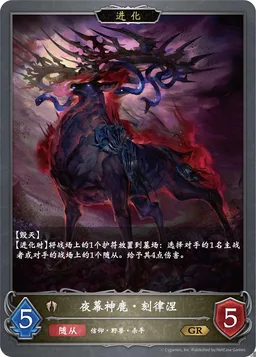 进化
【毁灭】
【进化时】将战场上的1个护符放置到墓场：选择对手的1名主战
者或对手的战场上的1个随从。给予其4点伤害。
夜幕神鹿·刻律涅
5
随从
信仰·野兽·杀手
GR
5